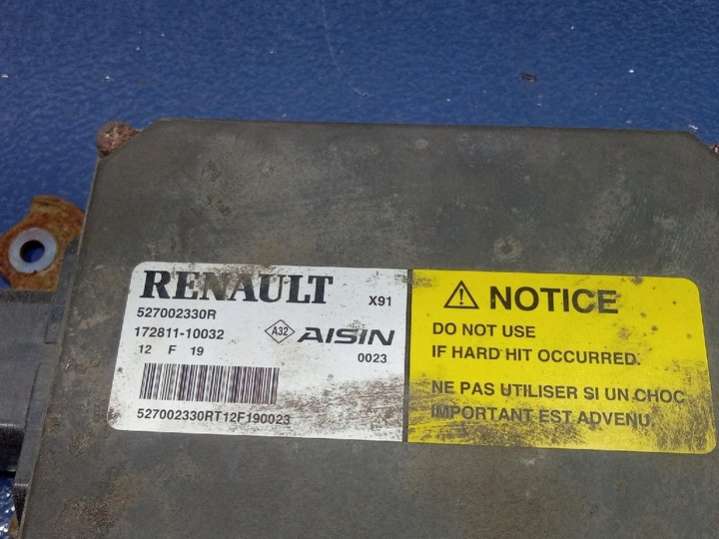 RENAULT X91
527002330R
172811-10032 A32 AISIN
12 F 19 0023
527002330RT12F190023
NOTICE
DO NOT USE
IF HARD HIT OCCURRED.
NE PAS UTILISER SI UN CHOC
IMPORTANT EST ADVENU.